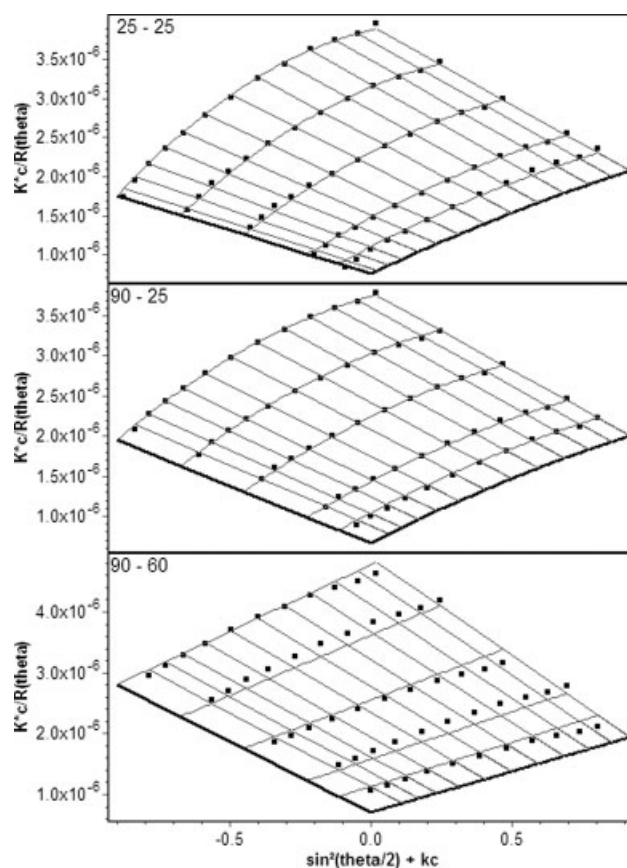 25 - 25
K*c/R(theta)
3.5x10⁻⁶
3.0x10⁻⁶
2.5x10⁻⁶
2.0x10⁻⁶
1.5x10⁻⁶
1.0x10⁻⁶
90 - 25
K*c/R(theta)
3.5x10⁻⁶
3.0x10⁻⁶
2.5x10⁻⁶
2.0x10⁻⁶
1.5x10⁻⁶
1.0x10⁻⁶
90 - 60
K*c/R(theta)
4.0x10⁻⁶
3.0x10⁻⁶
2.0x10⁻⁶
1.0x10⁻⁶
-0.5 0.0 0.5
sin²(theta/2) + kc